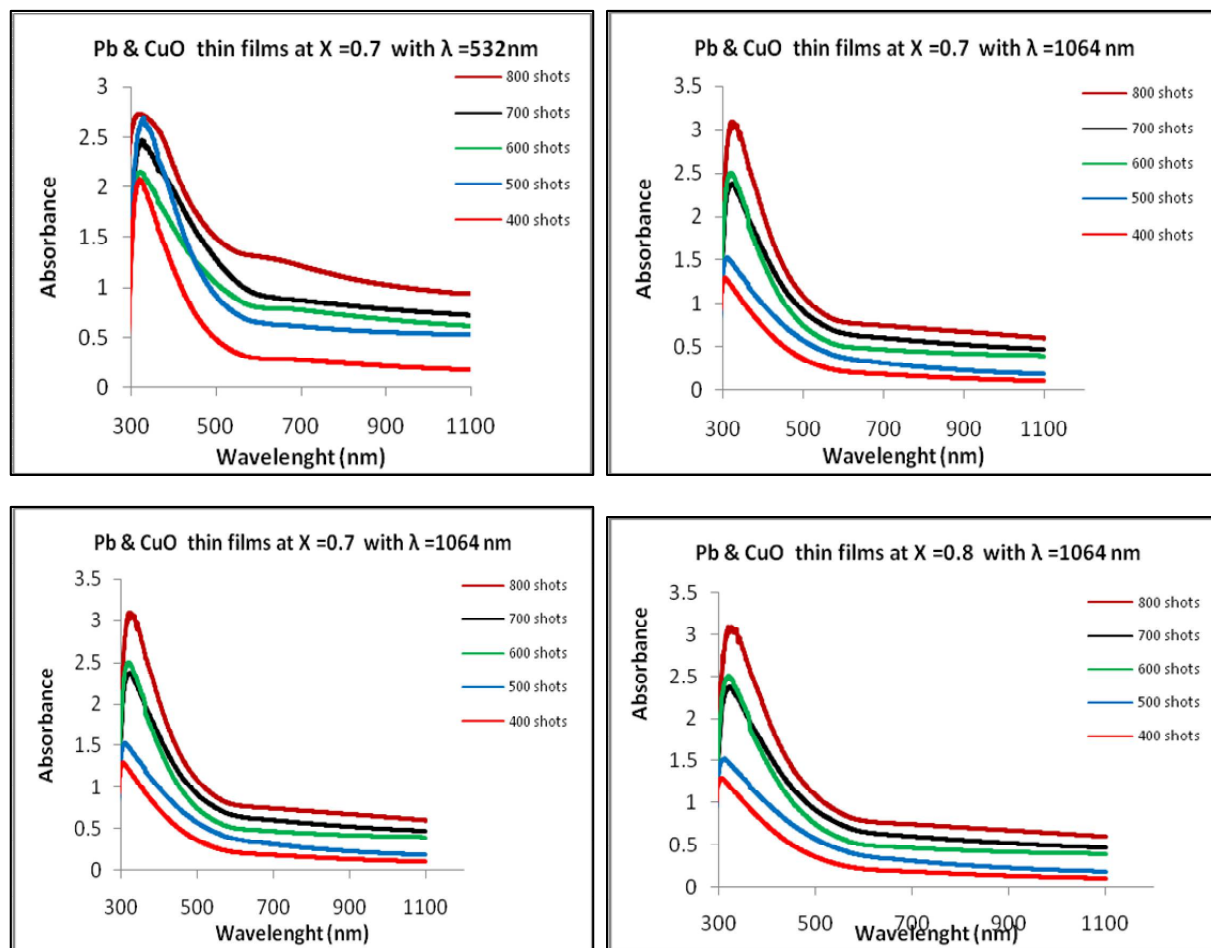 Pb & CuO thin films at X =0.7 with λ =532nm
800 shots
700 shots
600 shots
500 shots
400 shots
3
2.5
2
1.5
1
0.5
0
Absorbance
300 500 700 900 1100
Wavelenght (nm)
Pb & CuO thin films at X =0.7 with λ =1064 nm
800 shots
700 shots
600 shots
500 shots
400 shots
3.5
3
2.5
2
1.5
1
0.5
0
Absorbance
300 500 700 900 1100
Wavelenght (nm)
Pb & CuO thin films at X =0.7 with λ =1064 nm
800 shots
700 shots
600 shots
500 shots
400 shots
3.5
3
2.5
2
1.5
1
0.5
0
Absorbance
300 500 700 900 1100
Wavelenght (nm)
Pb & CuO thin films at X =0.8 with λ =1064 nm
800 shots
700 shots
600 shots
500 shots
400 shots
3.5
3
2.5
2
1.5
1
0.5
0
Absorbance
300 500 700 900 1100
Wavelenght (nm)